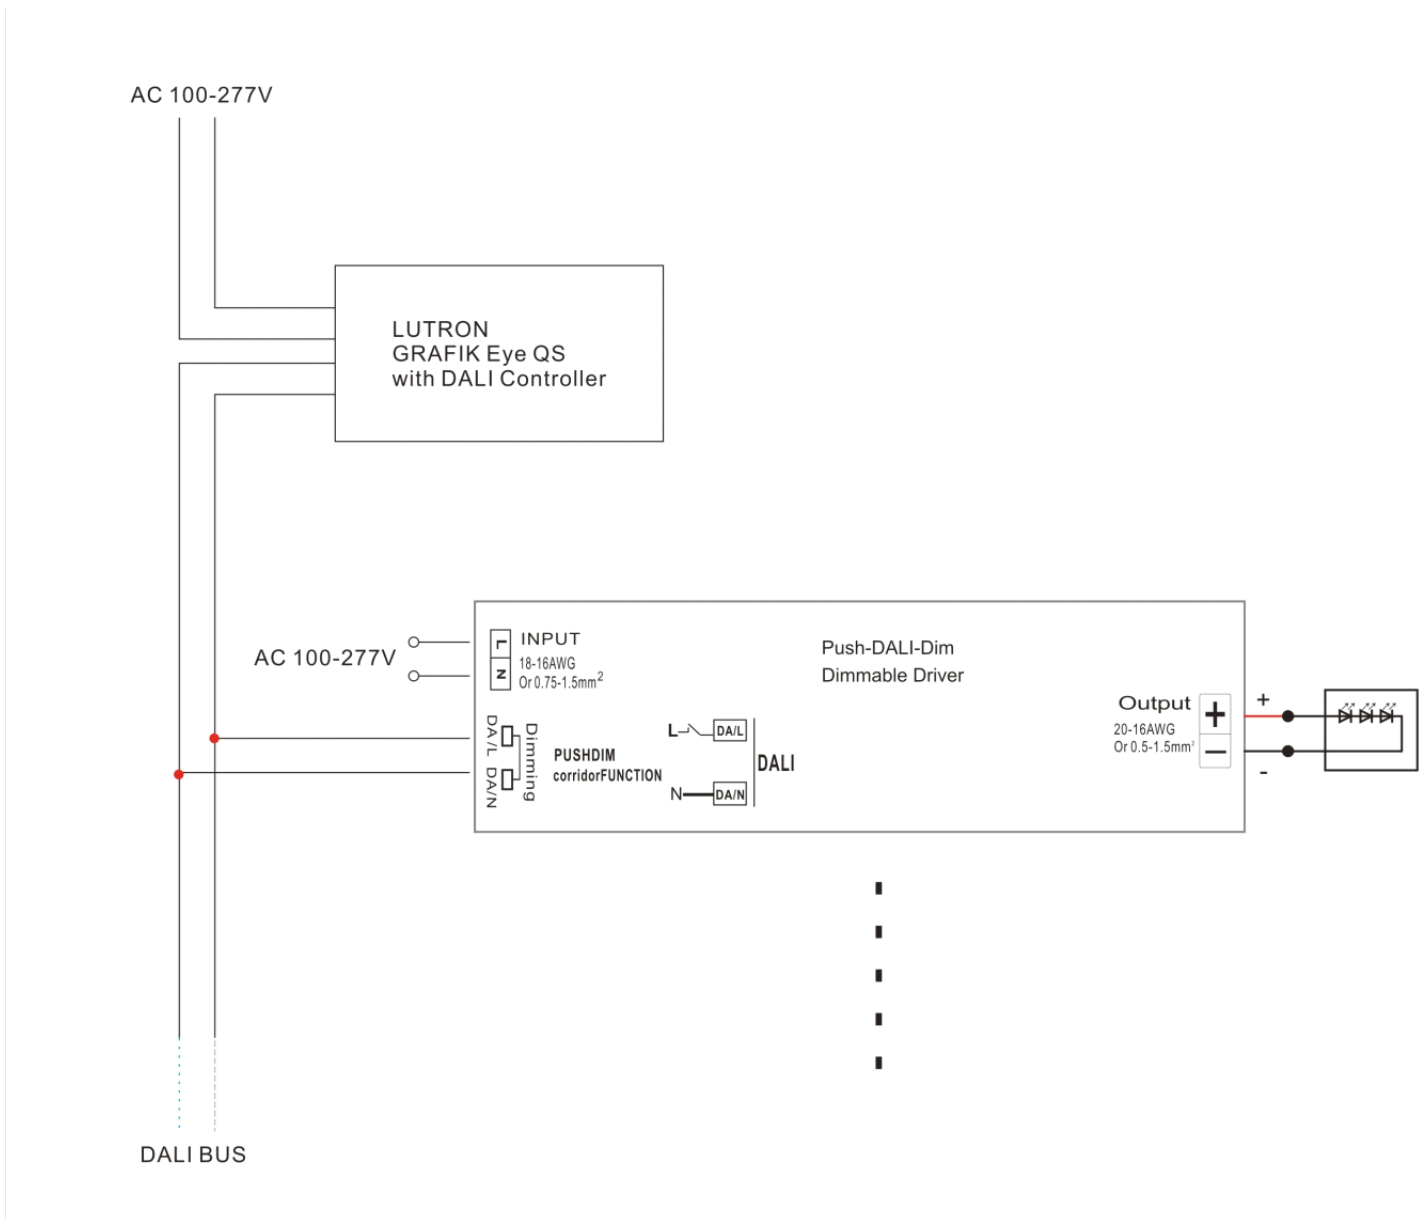 AC 100-277V
LUTRON
GRAFIK Eye QS
with DALI Controller
AC 100-277V
L
N
INPUT
18-16AWG
Or 0.75-1.5mm²
DA/L
DA/N
Dimming
PUSHDIM
corridorFUNCTION
L
DA/L
N
DA/N
DALI
Push-DALI-Dim
Dimmable Driver
Output
20-16AWG
Or 0.5-1.5mm²
+
−
+
-
DALI BUS